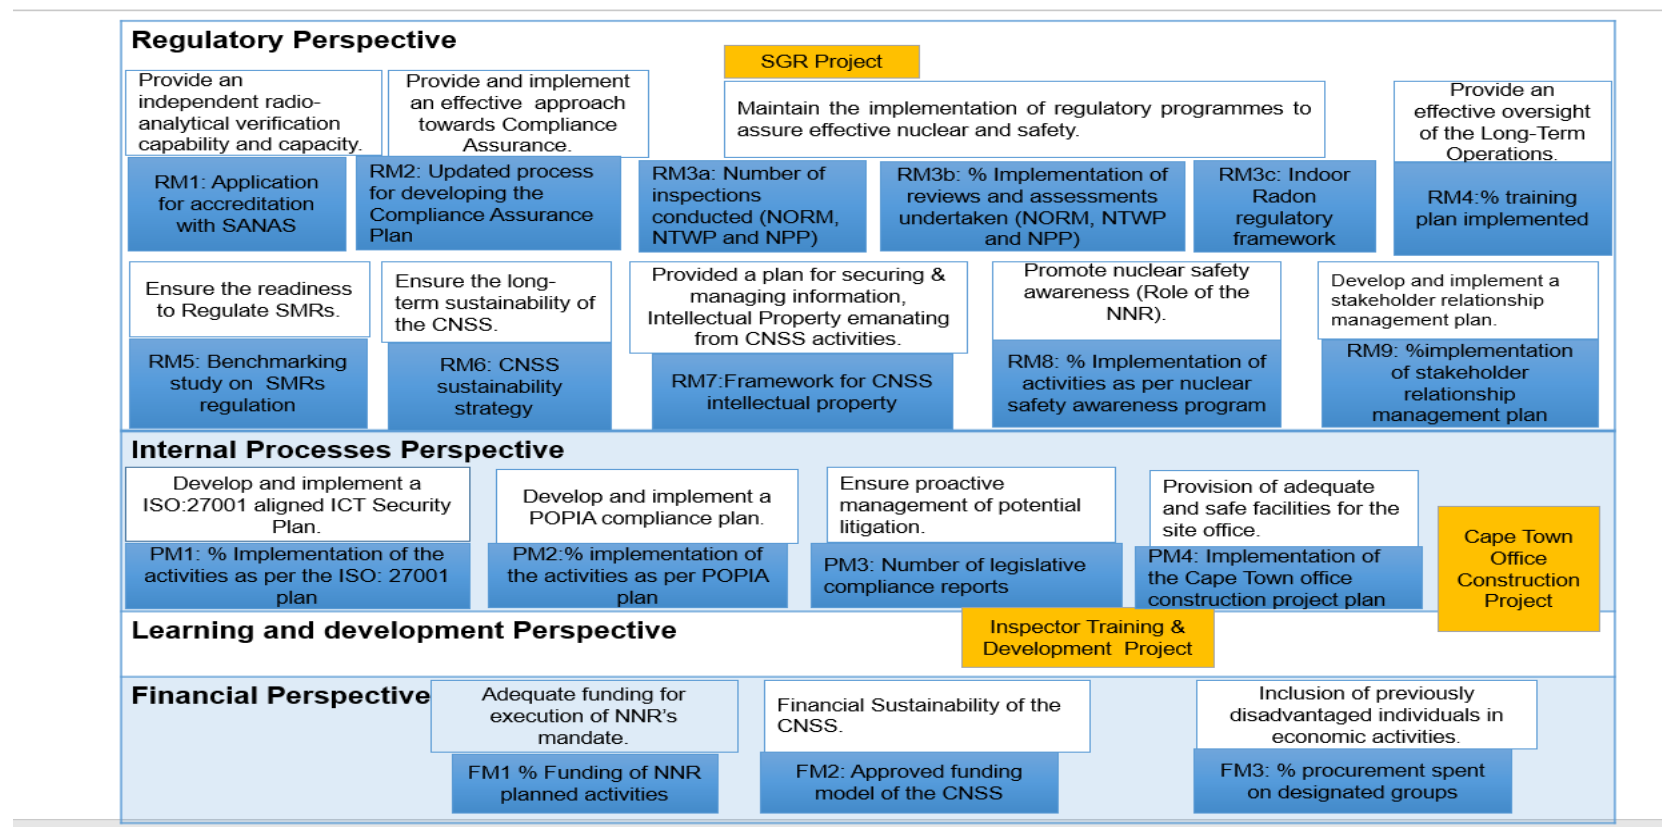 Regulatory Perspective
SGR Project
Provide an
independent radio-
analytical verification
capability and capacity.
Provide and implement
an effective approach
towards Compliance
Assurance.
Maintain the implementation of regulatory programmes to
assure effective nuclear and safety.
Provide an
effective oversight
of the Long-Term
Operations.
RM1: Application
for accreditation
with SANAS
RM2: Updated process
for developing the
Compliance Assurance
Plan
RM3a: Number of
inspections
conducted (NORM,
NTWP and NPP)
RM3b: % Implementation of
reviews and assessments
undertaken (NORM, NTWP
and NPP)
RM3c: Indoor
Radon
regulatory
framework
RM4:% training
plan implemented
Ensure the readiness
to Regulate SMRs.
Ensure the long-
term sustainability of
the CNSS.
Provided a plan for securing &
managing information,
Intellectual Property emanating
from CNSS activities.
Promote nuclear safety
awareness (Role of the
NNR).
Develop and implement a
stakeholder relationship
management plan.
RM5: Benchmarking
study on SMRs
regulation
RM6: CNSS
sustainability
strategy
RM7:Framework for CNSS
intellectual property
RM8: % Implementation of
activities as per nuclear
safety awareness program
RM9: %implementation
of stakeholder
relationship
management plan
Internal Processes Perspective
Develop and implement a
ISO:27001 aligned ICT Security
Plan.
Develop and implement a
POPIA compliance plan.
Ensure proactive
management of potential
litigation.
Provision of adequate
and safe facilities for the
site office.
Cape Town
Office
Construction
Project
PM1: % Implementation of the
activities as per the ISO: 27001
plan
PM2:% implementation of
the activities as per POPIA
plan
PM3: Number of legislative
compliance reports
PM4: Implementation of
the Cape Town office
construction project plan
Learning and development Perspective
Inspector Training &
Development Project
Financial Perspective
Adequate funding for
execution of NNR's
mandate.
Financial Sustainability of the
CNSS.
Inclusion of previously
disadvantaged individuals in
economic activities.
FM1 % Funding of NNR
planned activities
FM2: Approved funding
model of the CNSS
FM3: % procurement spent
on designated groups